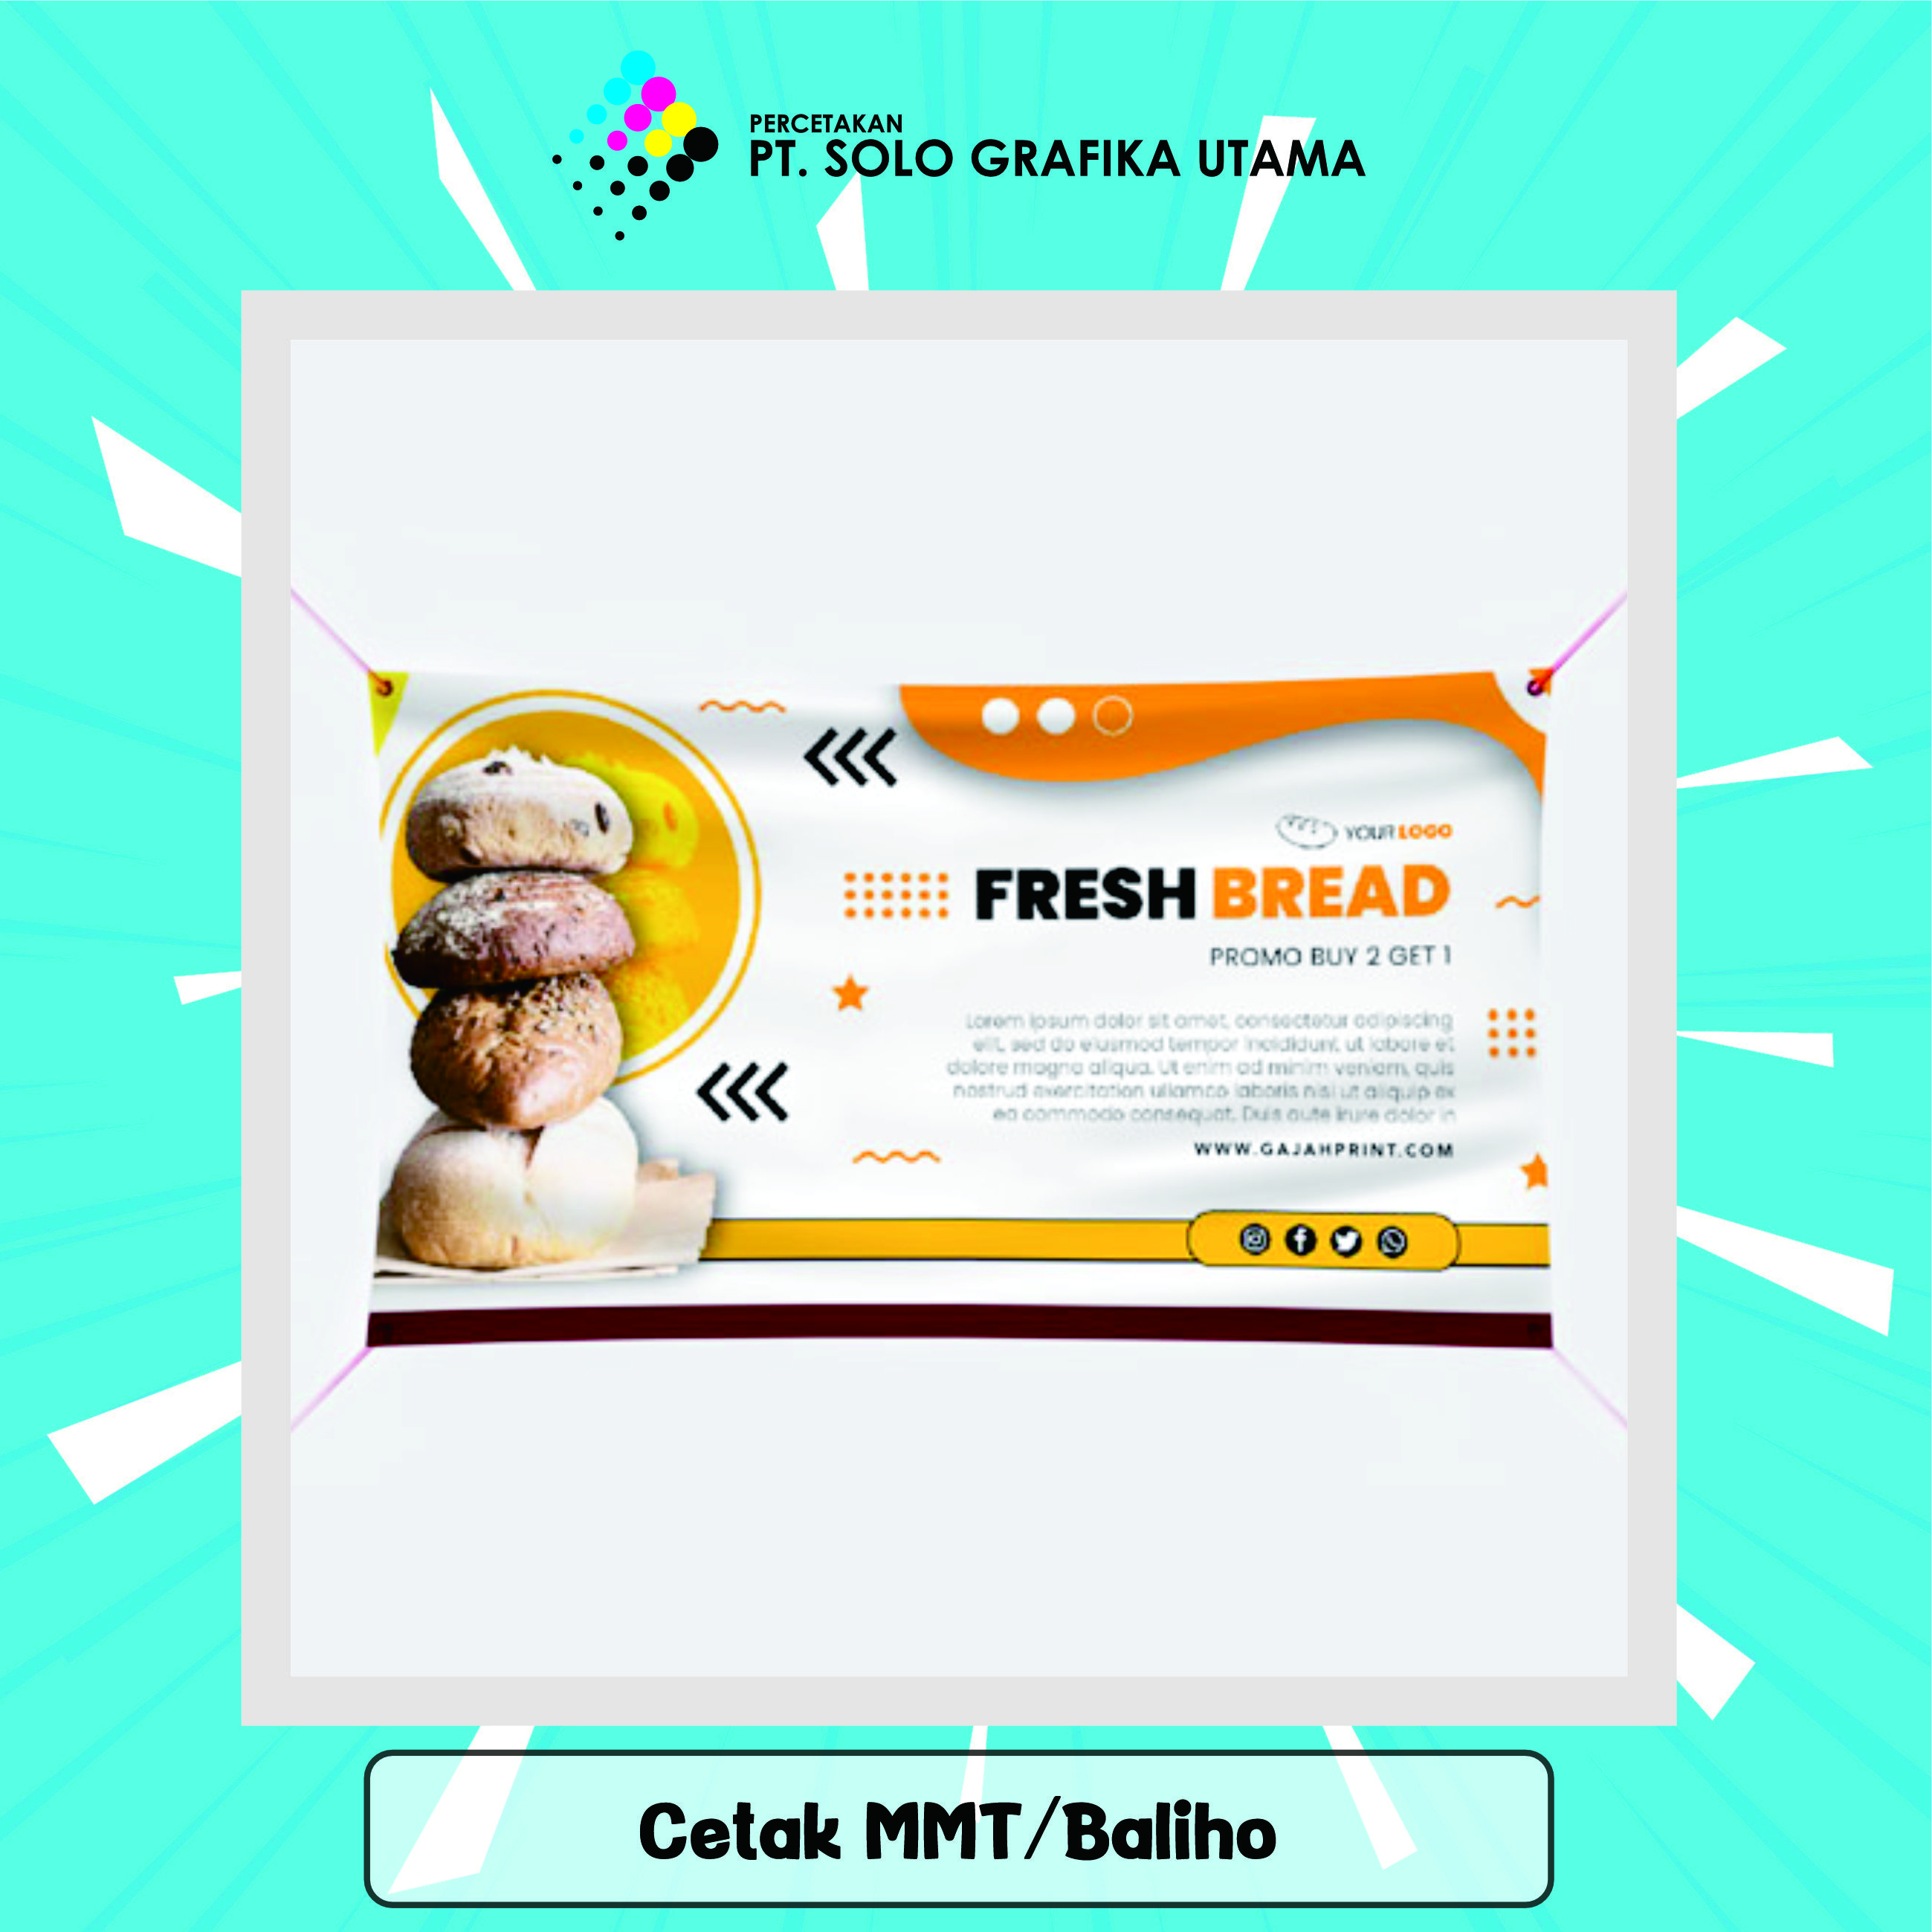 PERCETAKAN
PT. SOLO GRAFIKA UTAMA
YOUR LOGO
FRESH BREAD
PROMO BUY 2 GET 1
Lorem ipsum dolor sit amet, consectetur adipiscing
elit, sed do eiusmod tempor incididunt ut labore et
dolore magna aliqua. Ut enim ad minim veniam, quis
nostrud exercitation ullamco laboris nisi ut aliquip ex
ea commodo consequat. Duis aute irure dolor in
WWW.GAJAHPRINT.COM
Cetak MMT/Baliho